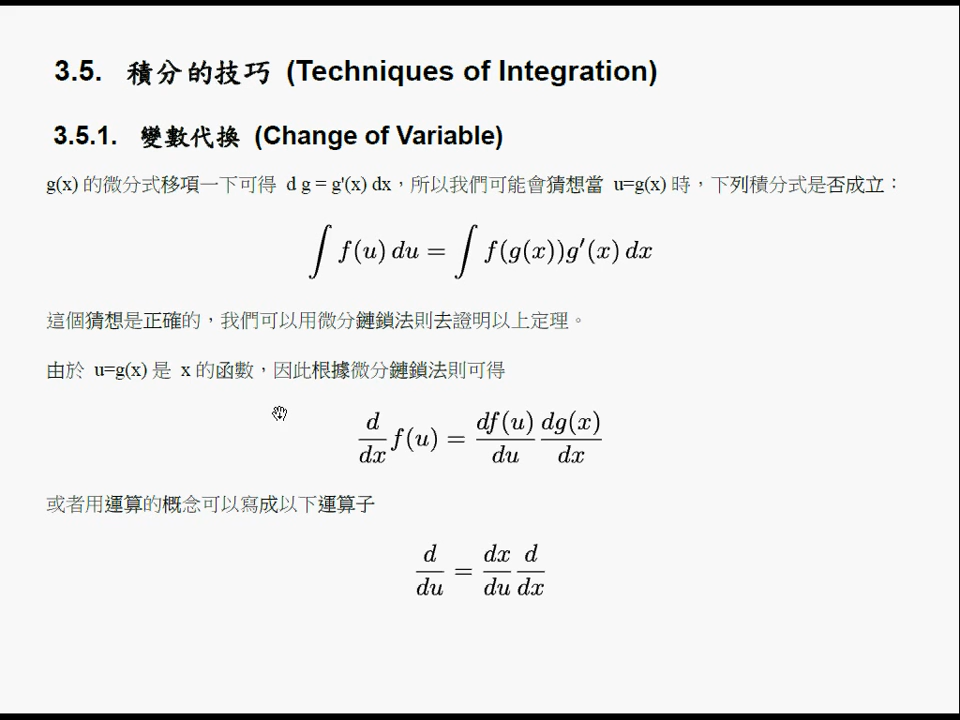 3.5. 積分的技巧 (Techniques of Integration)
3.5.1. 變數代換 (Change of Variable)
g(x) 的微分式移項一下可得 d g = g'(x) dx，所以我們可能會猜想當 u=g(x) 時，下列積分式是否成立：
∫ f(u) du = ∫ f(g(x))g′(x) dx
這個猜想是正確的，我們可以用微分鏈鎖法則去證明以上定理。
由於 u=g(x) 是 x 的函數，因此根據微分鏈鎖法則可得
d/dx f(u) = df(u)/du dg(x)/dx
或者用運算的概念可以寫成以下運算子
d/du = dx/du d/dx